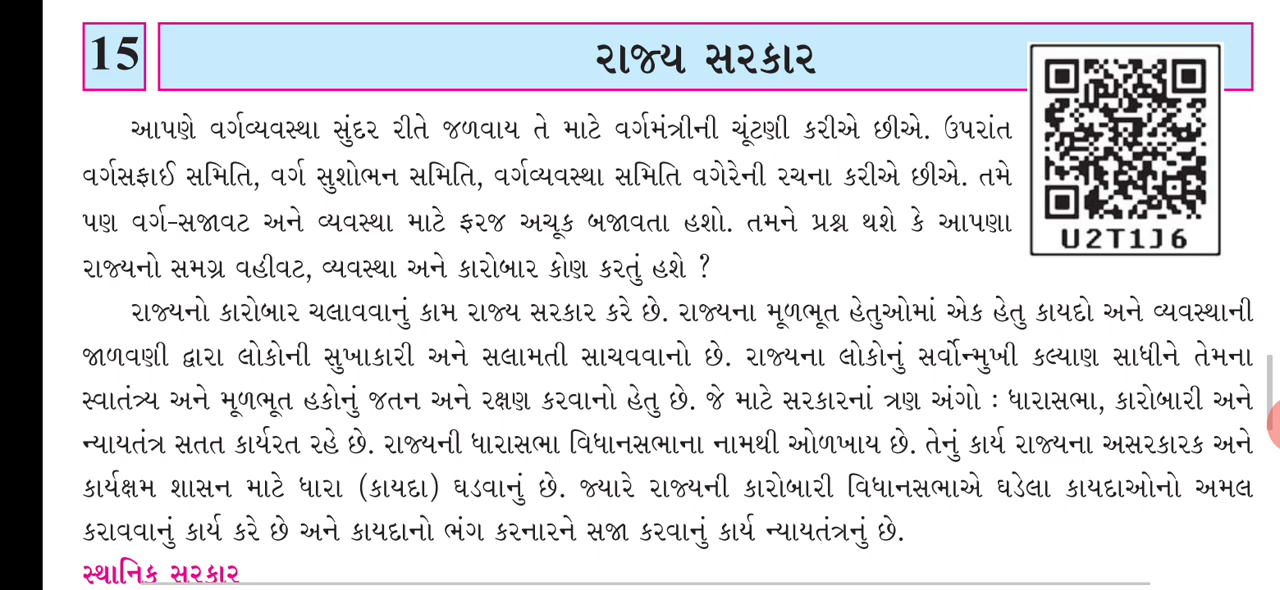 15
રાજ્ય સરકાર
આપણે વર્ગવ્યવસ્થા સુંદર રીતે જળવાય તે માટે વર્ગમંત્રીની ચૂંટણી કરીએ છીએ. ઉપરાંત
વર્ગસફાઈ સમિતિ, વર્ગ સુશોભન સમિતિ, વર્ગવ્યવસ્થા સમિતિ વગેરેની રચના કરીએ છીએ. તમે
પણ વર્ગ-સજાવટ અને વ્યવસ્થા માટે ફરજ અચૂક બજાવતા હશો. તમને પ્રશ્ન થશે કે આપણા
રાજ્યનો સમગ્ર વહીવટ, વ્યવસ્થા અને કારોબાર કોણ કરતું હશે ?
U2T1J6
રાજ્યનો કારોબાર ચલાવવાનું કામ રાજ્ય સરકાર કરે છે. રાજ્યના મૂળભૂત હેતુઓમાં એક હેતુ કાયદો અને વ્યવસ્થાની
જાળવણી દ્વારા લોકોની સુખાકારી અને સલામતી સાચવવાનો છે. રાજ્યના લોકોનું સર્વોન્મુખી કલ્યાણ સાધીને તેમના
સ્વાતંત્ર્ય અને મૂળભૂત હકોનું જતન અને રક્ષણ કરવાનો હેતુ છે. જે માટે સરકારનાં ત્રણ અંગો : ધારાસભા, કારોબારી અને
ન્યાયતંત્ર સતત કાર્યરત રહે છે. રાજ્યની ધારાસભા વિધાનસભાના નામથી ઓળખાય છે. તેનું કાર્ય રાજ્યના અસરકારક અને
કાર્યક્ષમ શાસન માટે ધારા (કાયદા) ઘડવાનું છે. જ્યારે રાજ્યની કારોબારી વિધાનસભાએ ઘડેલા કાયદાઓનો અમલ
કરાવવાનું કાર્ય કરે છે અને કાયદાનો ભંગ કરનારને સજા કરવાનું કાર્ય ન્યાયતંત્રનું છે.
સ્થાનિક સરકાર